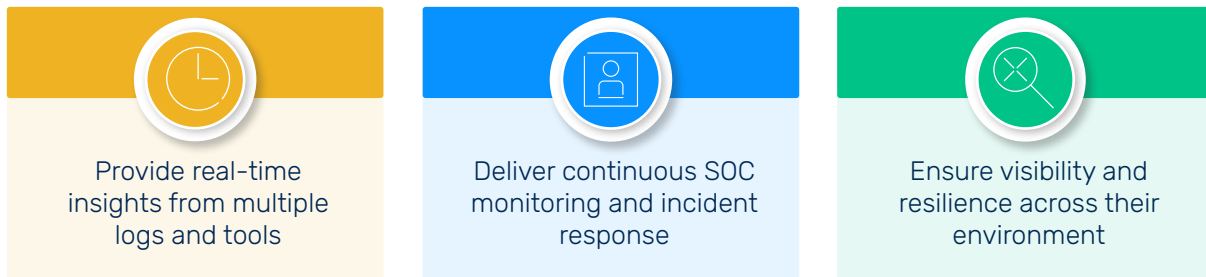 Provide real-time
insights from multiple
logs and tools
Deliver continuous SOC
monitoring and incident
response
Ensure visibility and
resilience across their
environment